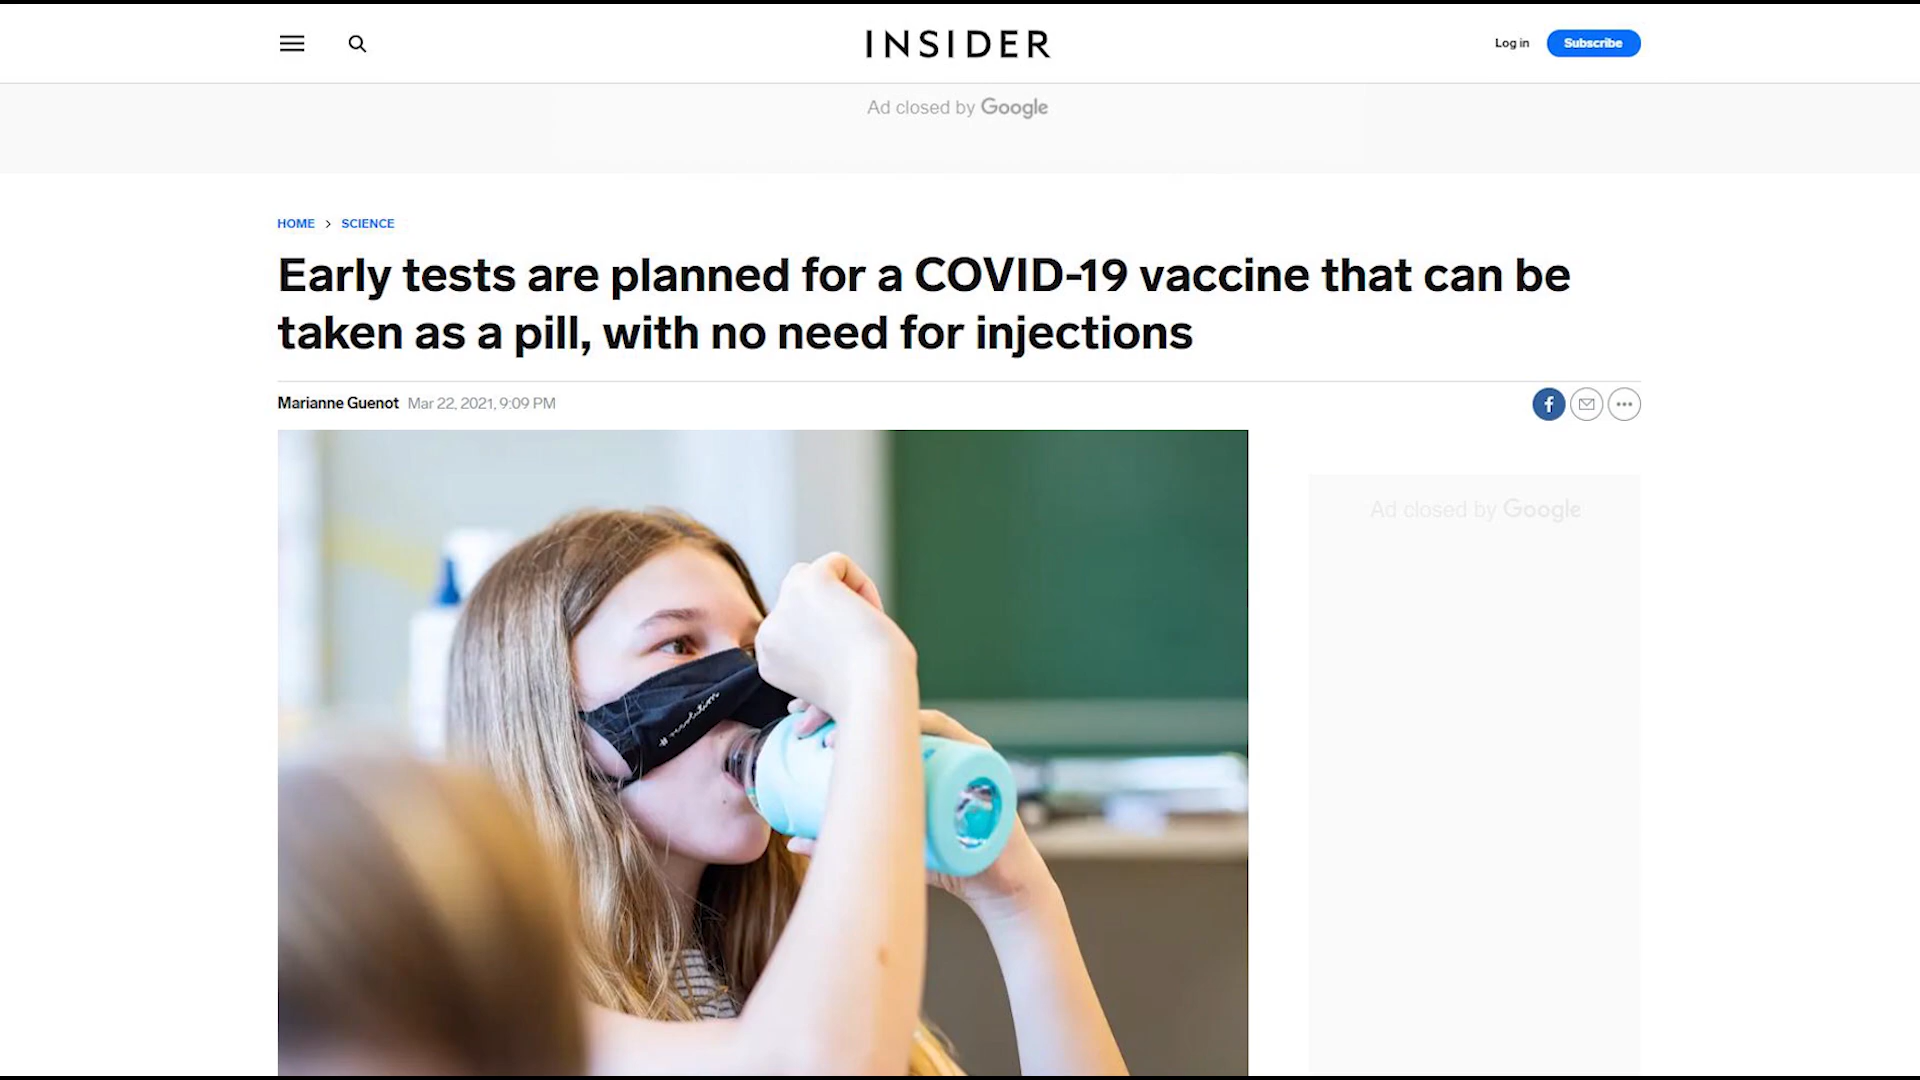 INSIDER
Log in
Subscribe
Ad closed by Google
HOME > SCIENCE
Early tests are planned for a COVID-19 vaccine that can be
taken as a pill, with no need for injections
Marianne Guenot Mar 22, 2021, 9:09 PM
f
Ad closed by Google
# revolution